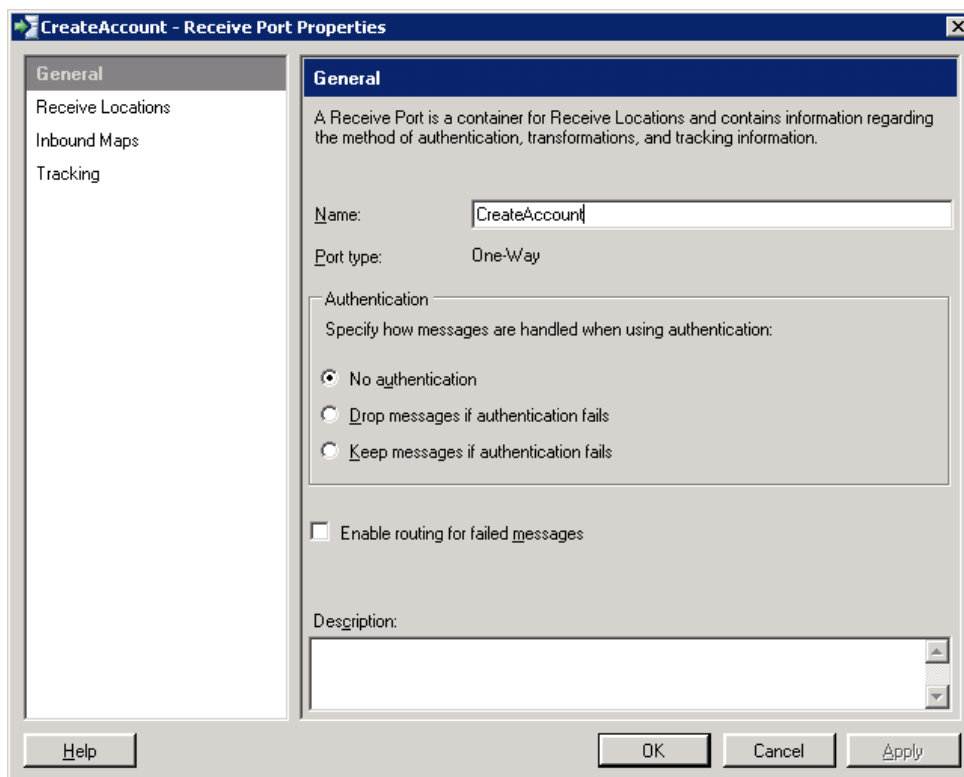 CreateAccount - Receive Port Properties
General
Receive Locations
Inbound Maps
Tracking
General
A Receive Port is a container for Receive Locations and contains information regarding
the method of authentication, transformations, and tracking information.
Name:
CreateAccount
Port type:
One-Way
Authentication
Specify how messages are handled when using authentication:
No authentication
Drop messages if authentication fails
Keep messages if authentication fails
Enable routing for failed messages
Description:
Help
OK
Cancel
Apply